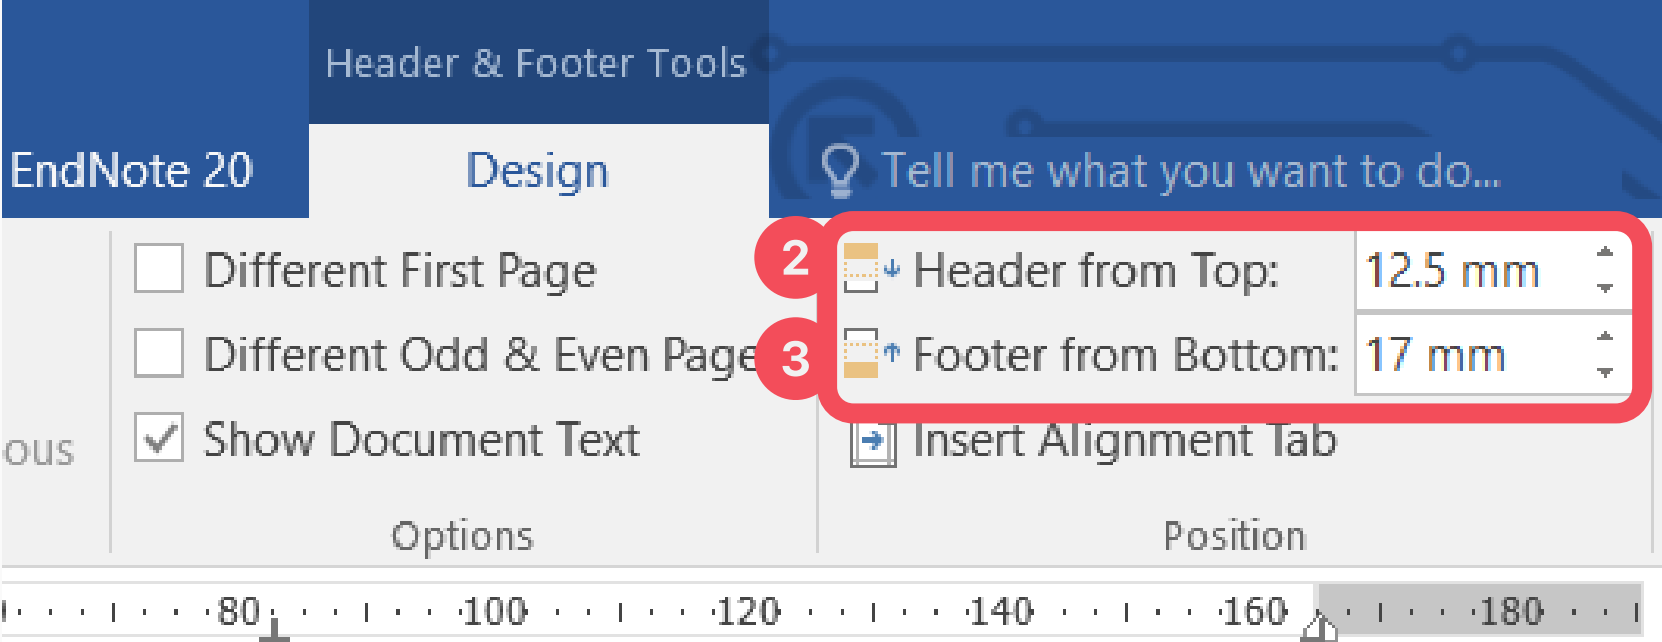 Header & Footer Tools
EndNote 20
Design
Tell me what you want to do...
Different First Page
2
Header from Top:
12.5 mm
Different Odd & Even Page
3
Footer from Bottom:
17 mm
ous
Show Document Text
Insert Alignment Tab
Options
Position
80 100 120 140 160 180